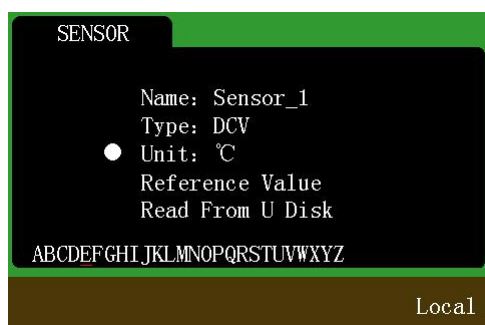 SENSOR
Name: Sensor_1
Type: DCV
Unit: ℃
Reference Value
Read From U Disk
ABCDEFGHIJKLMNOPQRSTUVWXYZ
Local